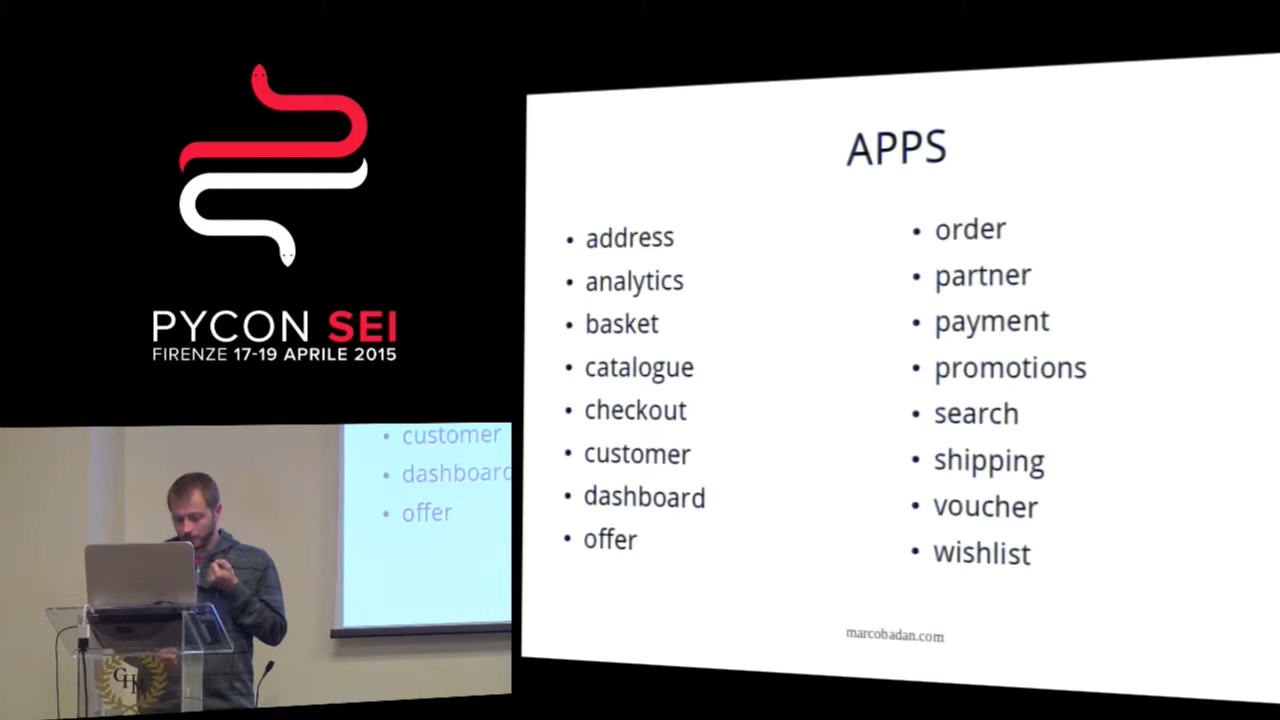 PYCON SEI
FIRENZE 17-19 APRILE 2015
APPS
• address
• analytics
• basket
• catalogue
• checkout
• customer
• dashboard
• offer
• order
• partner
• payment
• promotions
• search
• shipping
• voucher
• wishlist
marcobadan.com
• customer
• dashboard
• offer
GHM